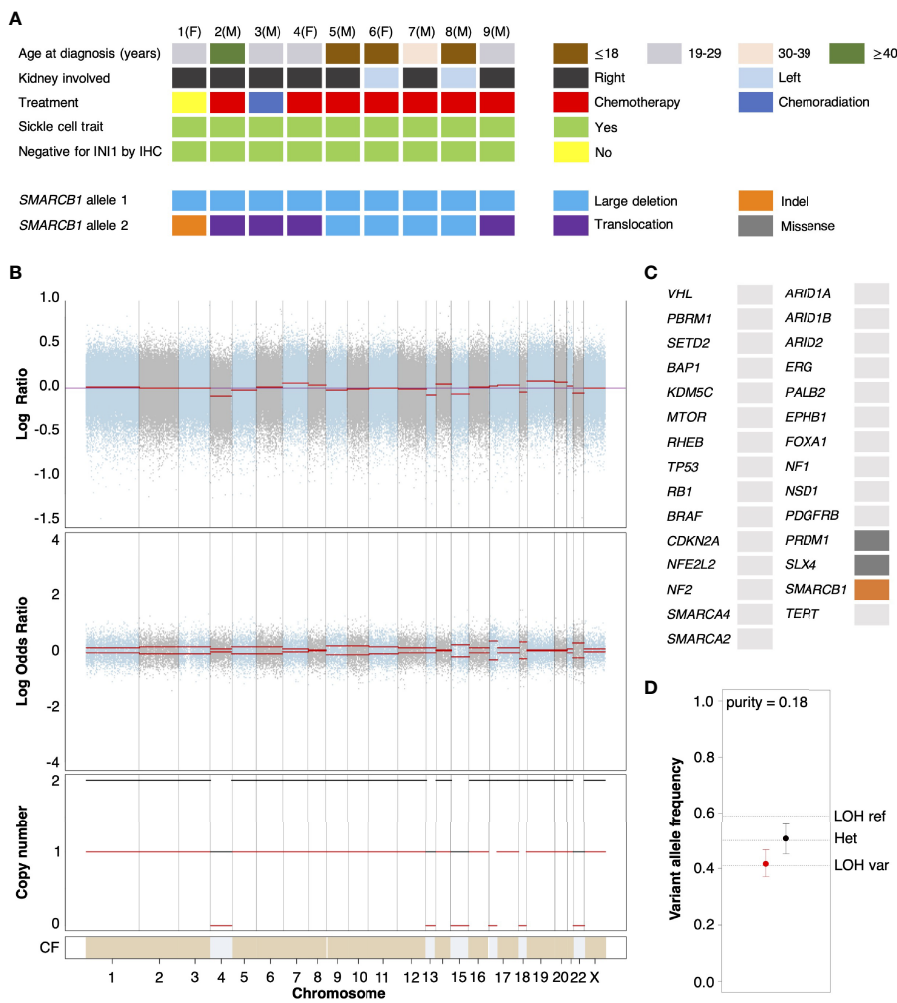 A
1(F) 2(M) 3(M) 4(F) 5(M) 6(F) 7(M) 8(M) 9(M)
Age at diagnosis (years) ≤18 19-29 30-39 ≥40
Kidney involved Right Left
Treatment Chemotherapy Chemoradiation
Sickle cell trait Yes
Negative for INI1 by IHC No
SMARCB1 allele 1 Large deletion Indel
SMARCB1 allele 2 Translocation Missense
B
1.0
0.5
0.0
-0.5
-1.0
-1.5
Log Ratio
4
2
0
-2
-4
Log Odds Ratio
2
1
0
Copy number
CF
1 2 3 4 5 6 7 8 9 10 11 12 13 15 16 17 18 19 20 22 X
Chromosome
C
VHL ARID1A
PBRM1 ARID1B
SETD2 ARID2
BAP1 ERG
KDM5C PALB2
MTOR EPHB1
RHEB FOXA1
TP53 NF1
RB1 NSD1
BRAF PDGFRB
CDKN2A PRDM1
NFE2L2 SLX4
NF2 SMARCB1
SMARCA4 TEPT
SMARCA2
D
purity = 0.18
1.0
0.8
0.6
0.4
0.2
0.0
Variant allele frequency
LOH ref
Het
LOH var